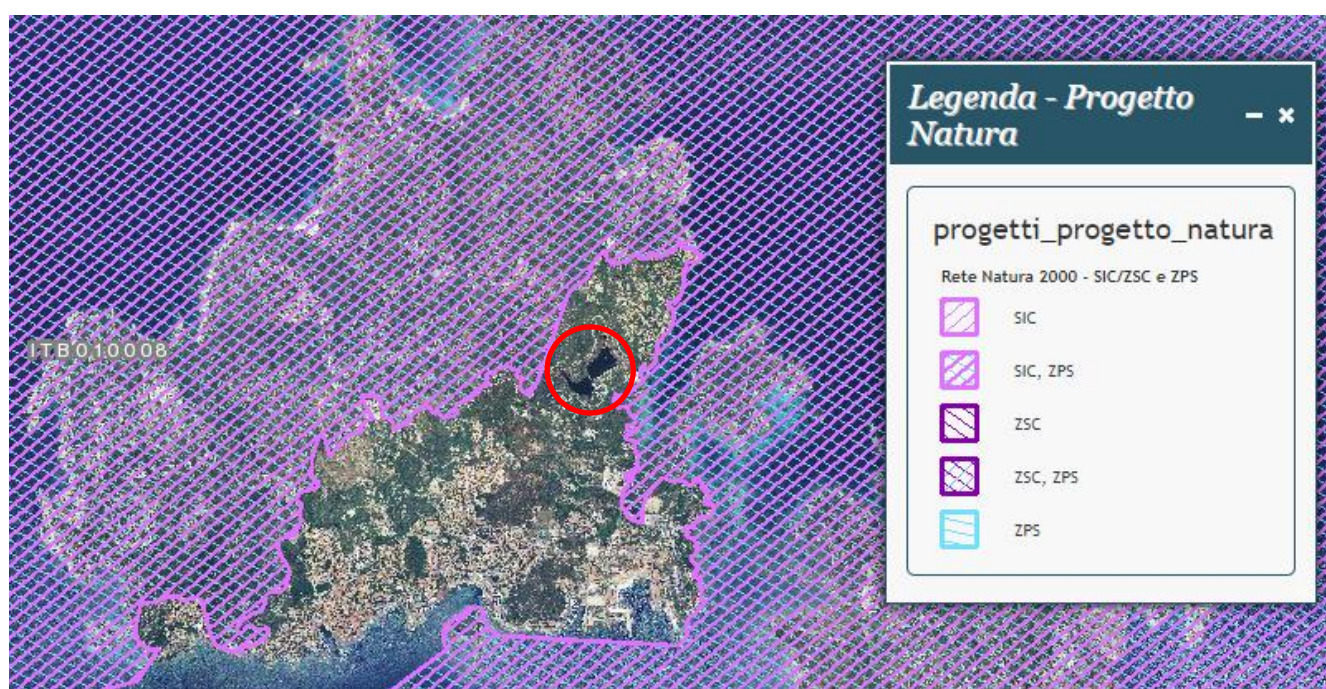 ITB010008
Legenda - Progetto
Natura
progetti_progetto_natura
Rete Natura 2000 - SIC/ZSC e ZPS
SIC
SIC, ZPS
ZSC
ZSC, ZPS
ZPS